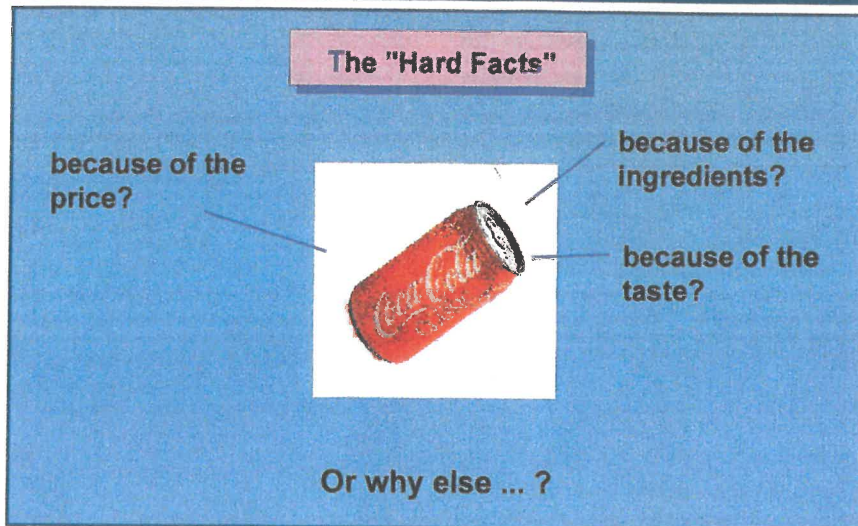 The "Hard Facts"
because of the
price?
because of the
ingredients?
because of the
taste?
Coca-Cola
CLASSIC
Or why else ... ?